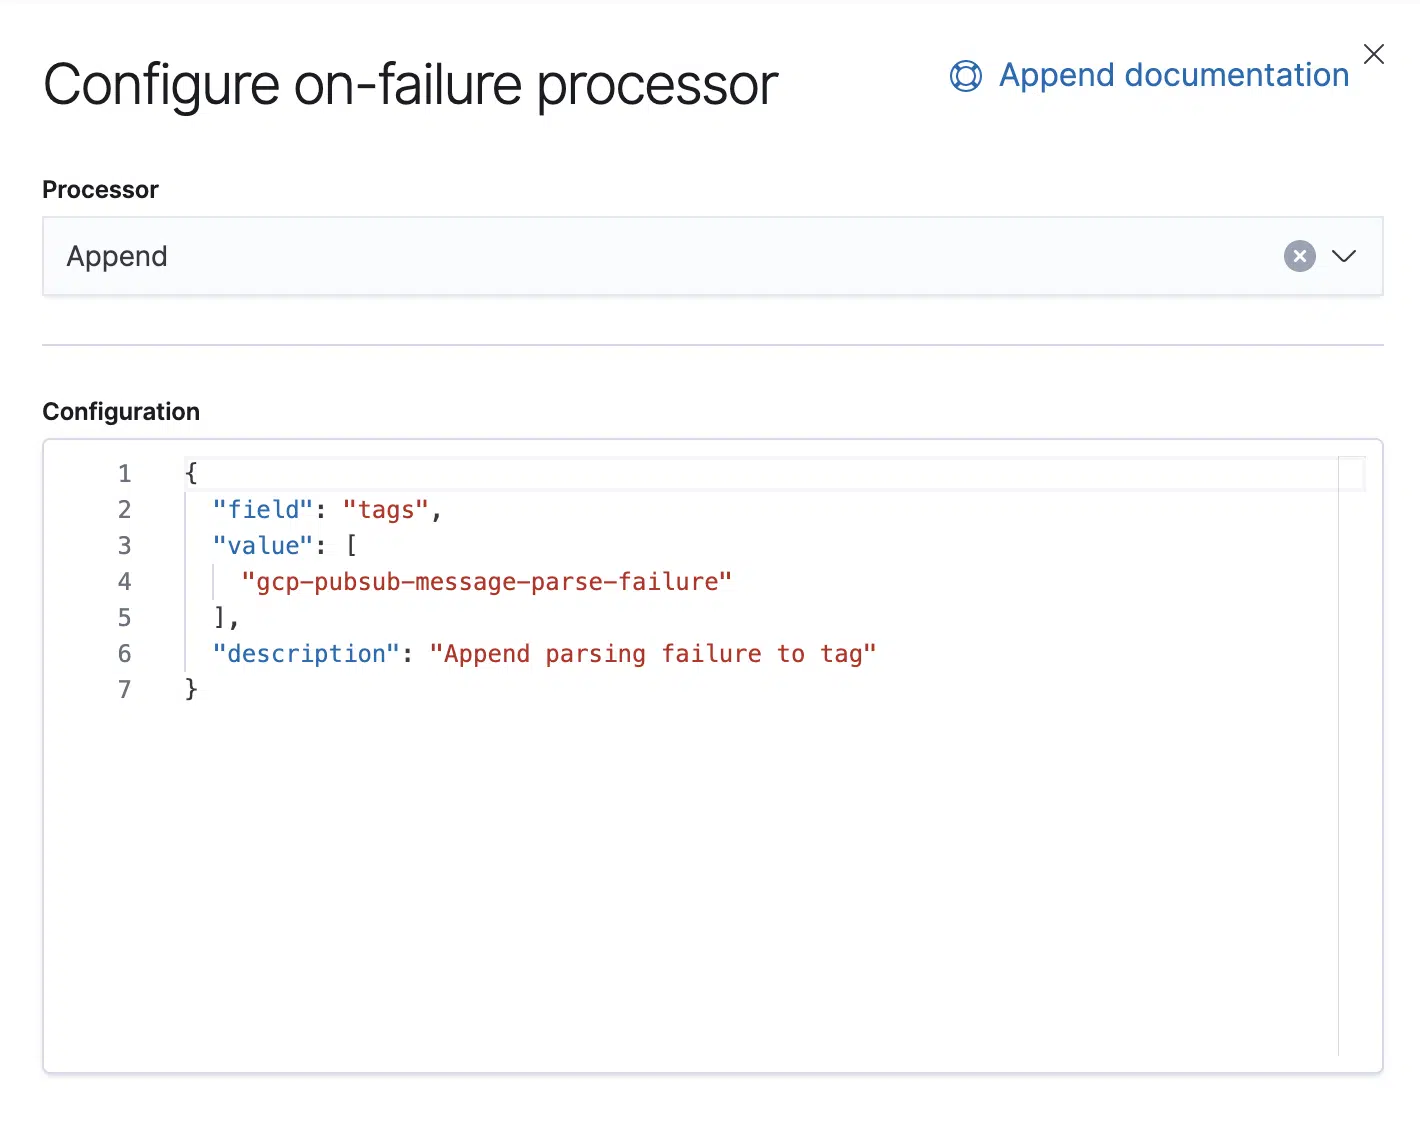 Configure on-failure processor
Append documentation
Processor
Append
Configuration
1 {
2   "field": "tags",
3   "value": [
4     "gcp-pubsub-message-parse-failure"
5   ],
6   "description": "Append parsing failure to tag"
7 }